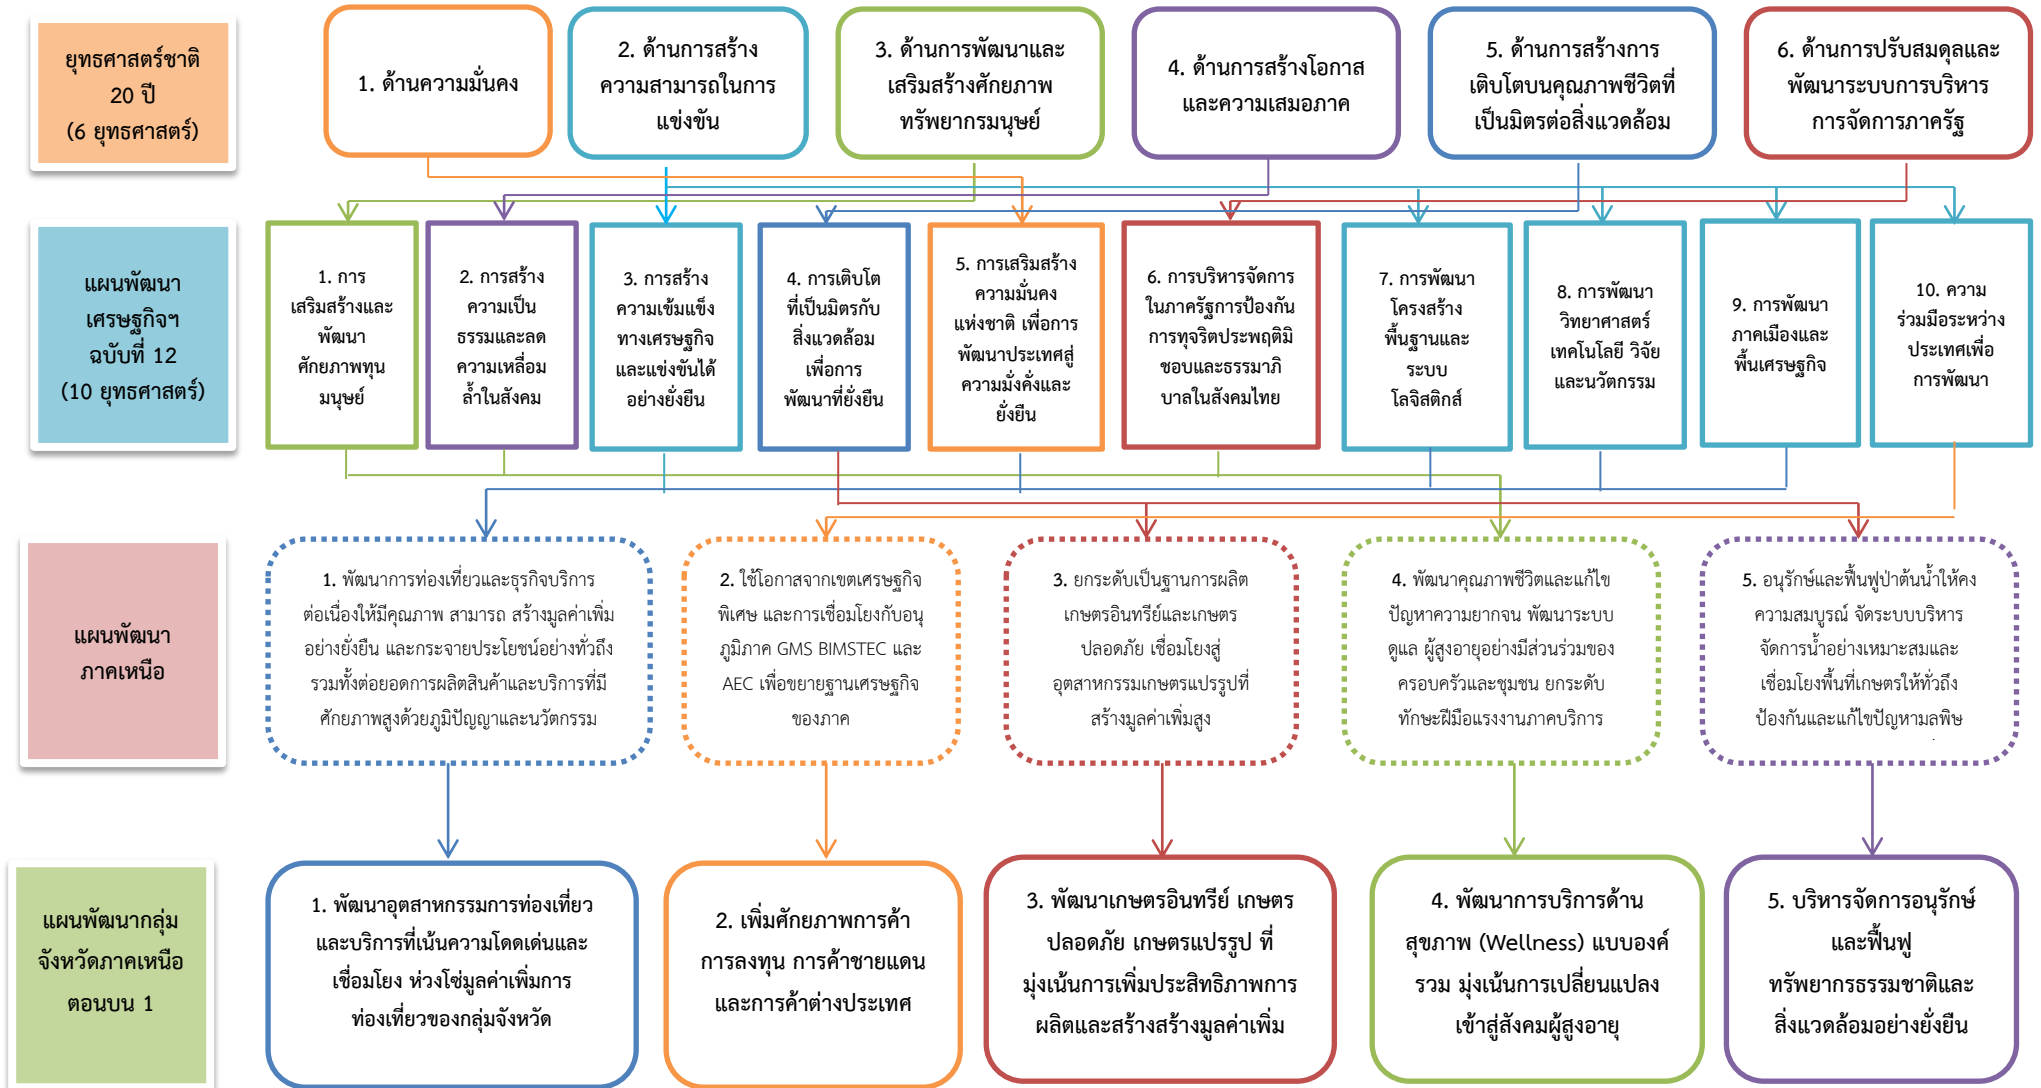 ยุทธศาสตร์ชาติ
20 ปี
(6 ยุทธศาสตร์)
1. ด้านความมั่นคง
2. ด้านการสร้าง
ความสามารถในการ
แข่งขัน
3. ด้านการพัฒนาและ
เสริมสร้างศักยภาพ
ทรัพยากรมนุษย์
4. ด้านการสร้างโอกาส
และความเสมอภาค
5. ด้านการสร้างการ
เติบโตบนคุณภาพชีวิตที่
เป็นมิตรต่อสิ่งแวดล้อม
6. ด้านการปรับสมดุลและ
พัฒนาระบบการบริหาร
การจัดการภาครัฐ
แผนพัฒนา
เศรษฐกิจฯ
ฉบับที่ 12
(10 ยุทธศาสตร์)
1. การ
เสริมสร้างและ
พัฒนา
ศักยภาพทุน
มนุษย์
2. การสร้าง
ความเป็น
ธรรมและลด
ความเหลื่อม
ล้ำในสังคม
3. การสร้าง
ความเข้มแข็ง
ทางเศรษฐกิจ
และแข่งขันได้
อย่างยั่งยืน
4. การเติบโต
ที่เป็นมิตรกับ
สิ่งแวดล้อม
เพื่อการ
พัฒนาที่ยั่งยืน
5. การเสริมสร้าง
ความมั่นคง
แห่งชาติ เพื่อการ
พัฒนาประเทศสู่
ความมั่งคั่งและ
ยั่งยืน
6. การบริหารจัดการ
ในภาครัฐการป้องกัน
การทุจริตประพฤติมิ
ชอบและธรรมาภิ
บาลในสังคมไทย
7. การพัฒนา
โครงสร้าง
พื้นฐานและ
ระบบ
โลจิสติกส์
8. การพัฒนา
วิทยาศาสตร์
เทคโนโลยี วิจัย
และนวัตกรรม
9. การพัฒนา
ภาคเมืองและ
พื้นเศรษฐกิจ
10. ความ
ร่วมมือระหว่าง
ประเทศเพื่อ
การพัฒนา
แผนพัฒนา
ภาคเหนือ
1. พัฒนาการท่องเที่ยวและธุรกิจบริการ
ต่อเนื่องให้มีคุณภาพ สามารถ สร้างมูลค่าเพิ่ม
อย่างยั่งยืน และกระจายประโยชน์อย่างทั่วถึง
รวมทั้งต่อยอดการผลิตสินค้าและบริการที่มี
ศักยภาพสูงด้วยภูมิปัญญาและนวัตกรรม
2. ใช้โอกาสจากเขตเศรษฐกิจ
พิเศษ และการเชื่อมโยงกับอนุ
ภูมิภาค GMS BIMSTEC และ
AEC เพื่อขยายฐานเศรษฐกิจ
ของภาค
3. ยกระดับเป็นฐานการผลิต
เกษตรอินทรีย์และเกษตร
ปลอดภัย เชื่อมโยงสู่
อุตสาหกรรมเกษตรแปรรูปที่
สร้างมูลค่าเพิ่มสูง
4. พัฒนาคุณภาพชีวิตและแก้ไข
ปัญหาความยากจน พัฒนาระบบ
ดูแล ผู้สูงอายุอย่างมีส่วนร่วมของ
ครอบครัวและชุมชน ยกระดับ
ทักษะฝีมือแรงงานภาคบริการ
5. อนุรักษ์และฟื้นฟูป่าต้นน้ำให้คง
ความสมบูรณ์ จัดระบบบริหาร
จัดการน้ำอย่างเหมาะสมและ
เชื่อมโยงพื้นที่เกษตรให้ทั่วถึง
ป้องกันและแก้ไขปัญหามลพิษ
แผนพัฒนากลุ่ม
จังหวัดภาคเหนือ
ตอนบน 1
1. พัฒนาอุตสาหกรรมการท่องเที่ยว
และบริการที่เน้นความโดดเด่นและ
เชื่อมโยง ห่วงโซ่มูลค่าเพิ่มการ
ท่องเที่ยวของกลุ่มจังหวัด
2. เพิ่มศักยภาพการค้า
การลงทุน การค้าชายแดน
และการค้าต่างประเทศ
3. พัฒนาเกษตรอินทรีย์ เกษตร
ปลอดภัย เกษตรแปรรูป ที่
มุ่งเน้นการเพิ่มประสิทธิภาพการ
ผลิตและสร้างสร้างมูลค่าเพิ่ม
4. พัฒนาการบริการด้าน
สุขภาพ (Wellness) แบบองค์
รวม มุ่งเน้นการเปลี่ยนแปลง
เข้าสู่สังคมผู้สูงอายุ
5. บริหารจัดการอนุรักษ์
และฟื้นฟู
ทรัพยากรธรรมชาติและ
สิ่งแวดล้อมอย่างยั่งยืน